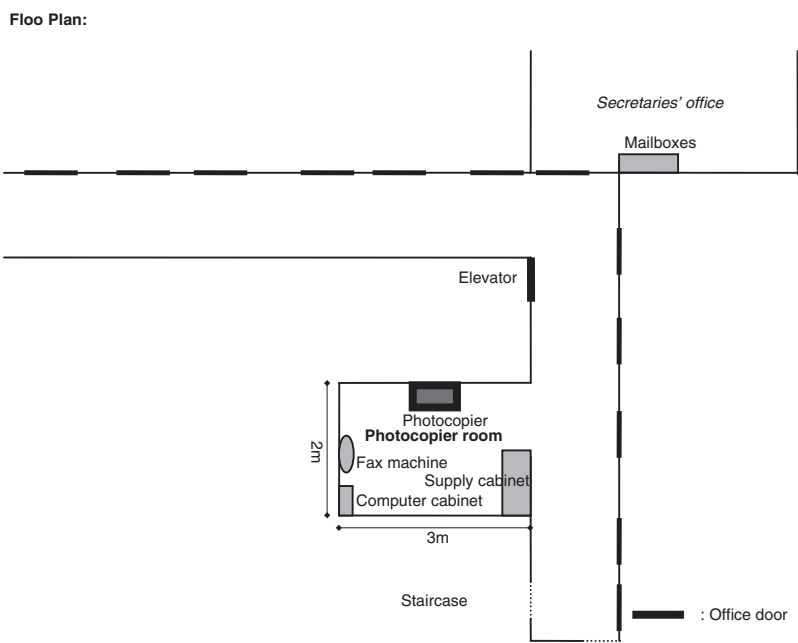 Floo Plan:
Secretaries' office
Mailboxes
Elevator
Photocopier
Photocopier room
2m
Fax machine
Supply cabinet
Computer cabinet
3m
Staircase
: Office door